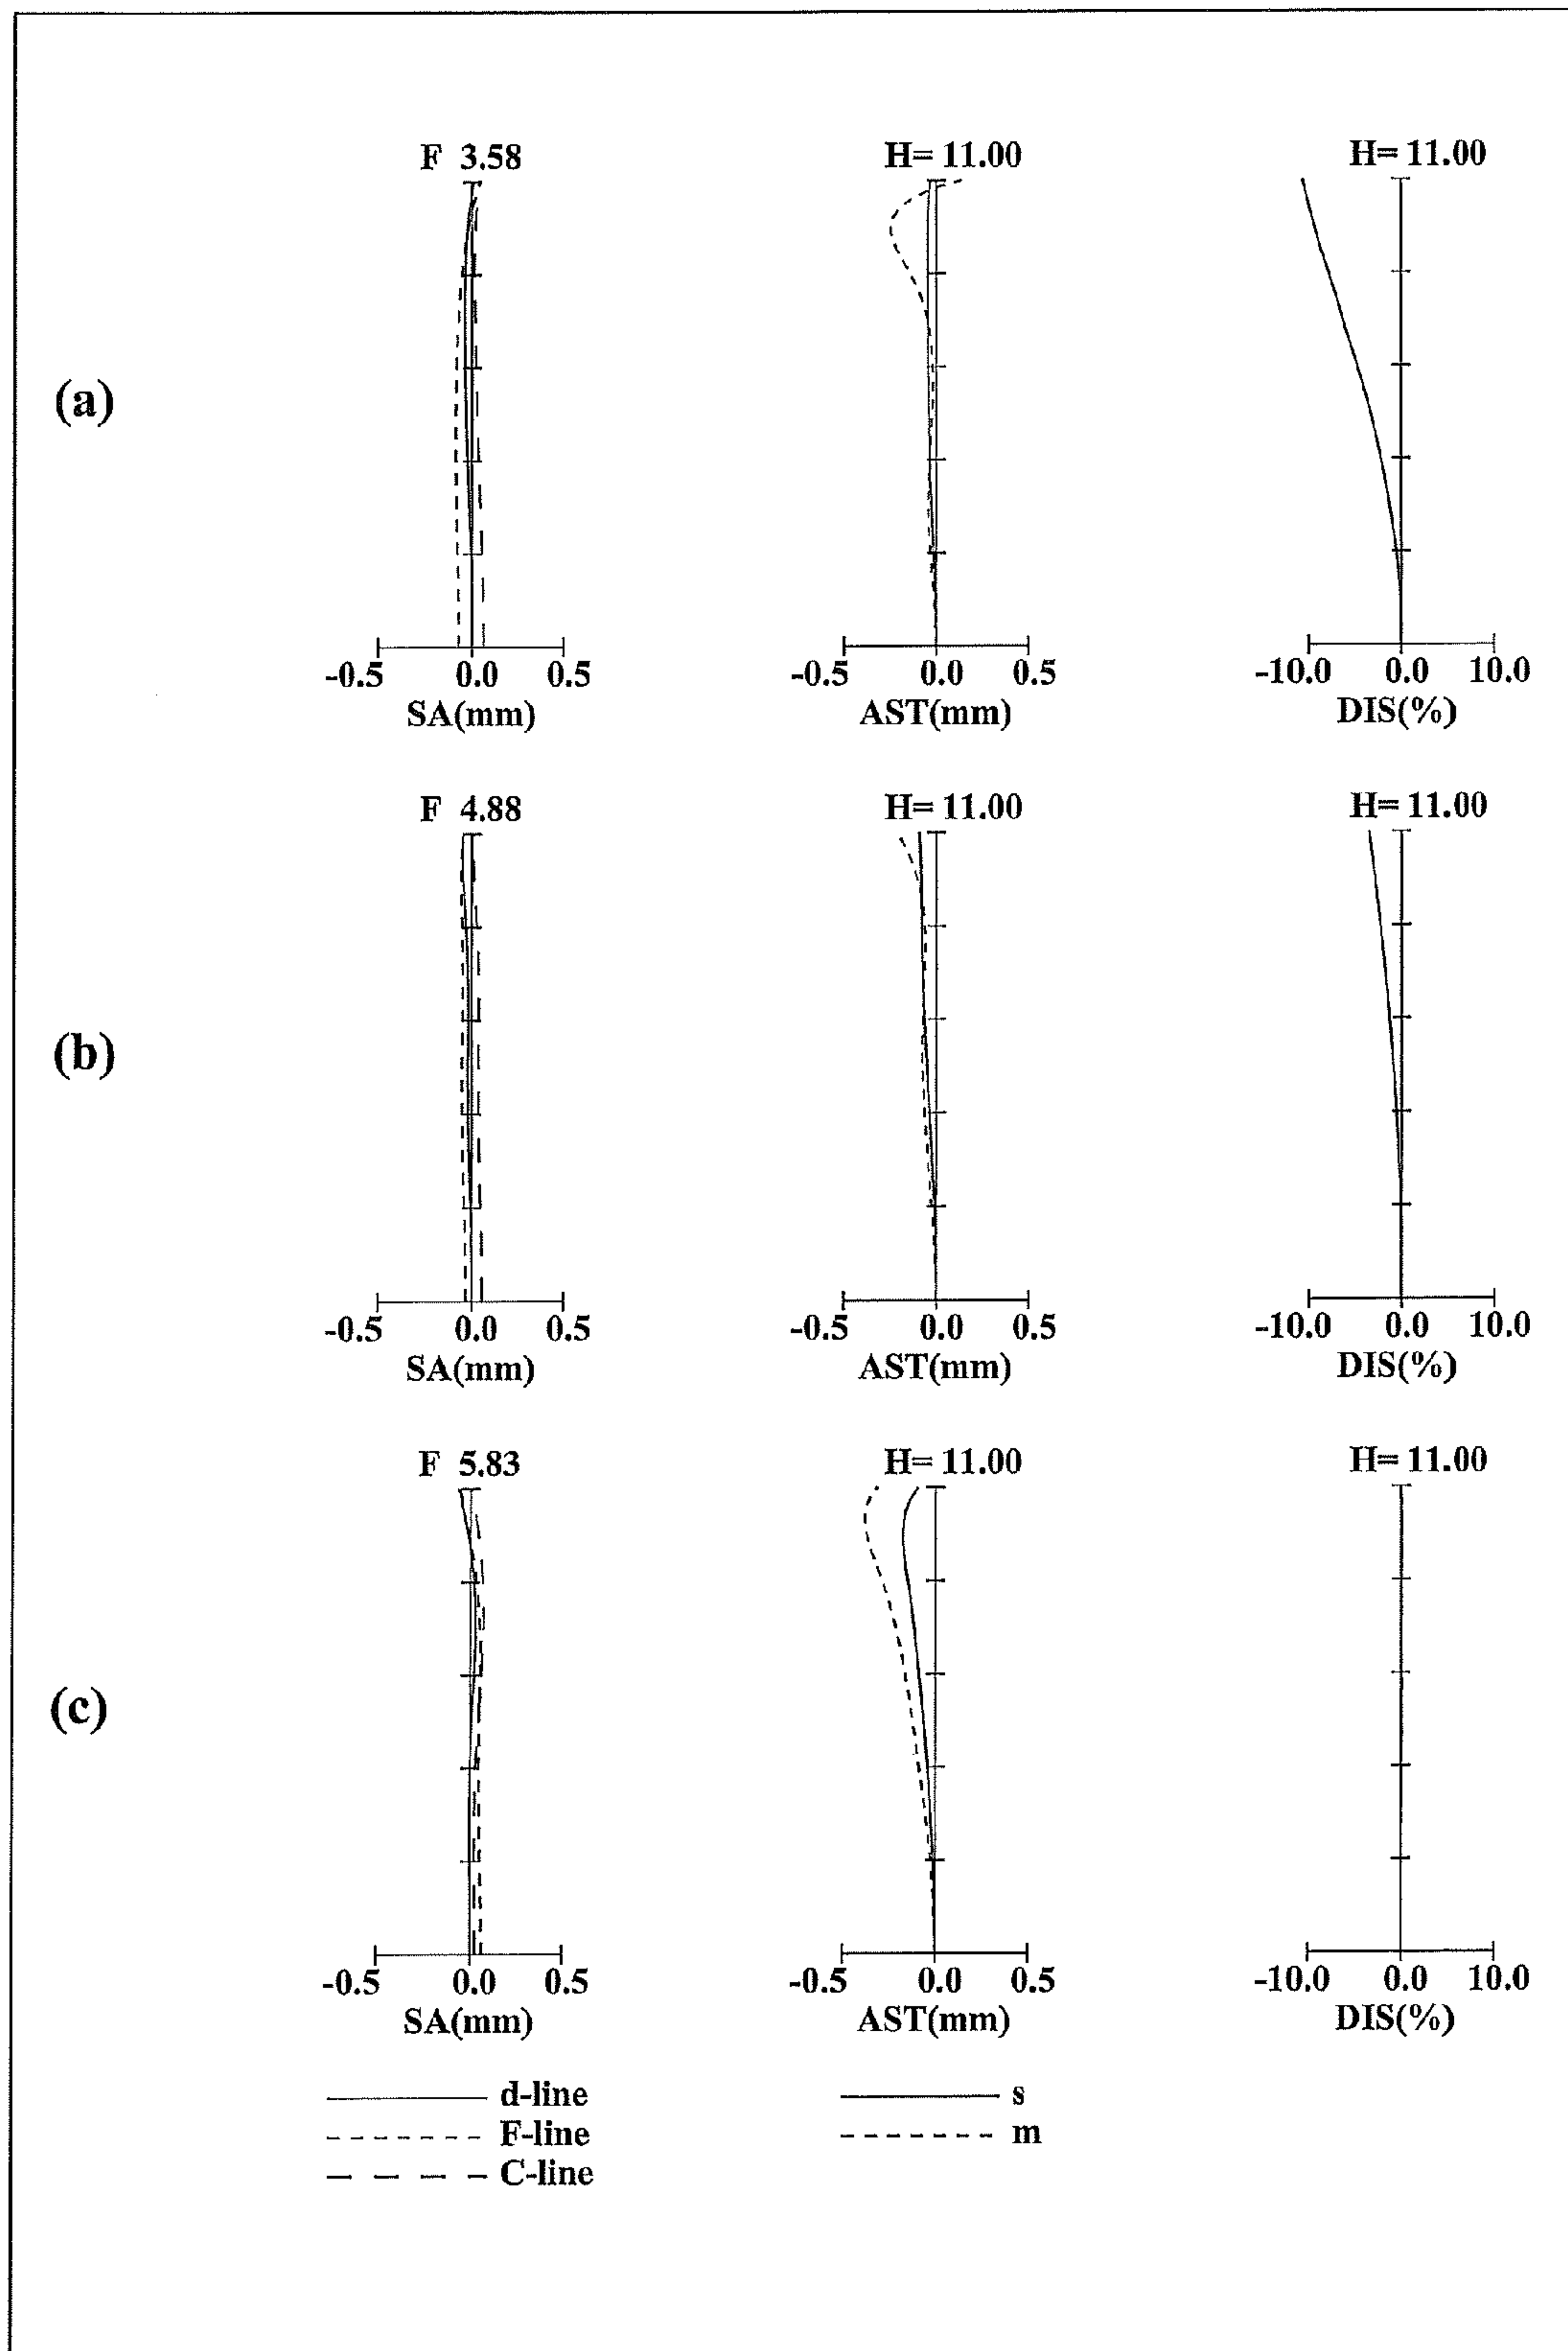 F 3.58 H= 11.00 H= 11.00
(a)
-0.5 0.0 0.5 -0.5 0.0 0.5 -10.0 0.0 10.0
SA(mm) AST(mm) DIS(%)
F 4.88 H= 11.00 H= 11.00
(b)
-0.5 0.0 0.5 -0.5 0.0 0.5 -10.0 0.0 10.0
SA(mm) AST(mm) DIS(%)
F 5.83 H= 11.00 H= 11.00
(c)
-0.5 0.0 0.5 -0.5 0.0 0.5 -10.0 0.0 10.0
SA(mm) AST(mm) DIS(%)
d-line s
F-line m
C-line